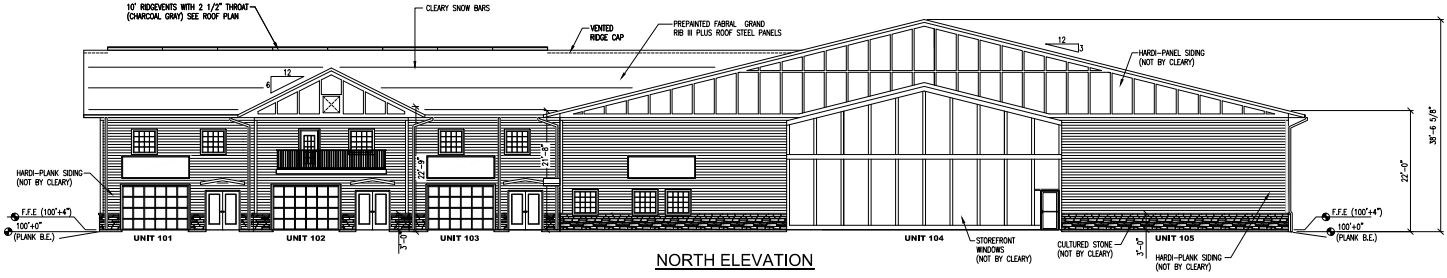 10' RIDGEVENTS WITH 2 1/2" THROAT
(CHARCOAL GRAY) SEE ROOF PLAN
CLEARY SNOW BARS
VENTED
RIDGE CAP
PREPAINTED FABRAL GRAND
RIB III PLUS ROOF STEEL PANELS
12
3
HARDI-PANEL SIDING
(NOT BY CLEARY)
12
6
38'-6 5/8"
22'-9"
21'-8"
22'-0"
HARDI-PLANK SIDING
(NOT BY CLEARY)
F.F.E (100'+4")
100'+0"
(PLANK B.E.)
3'-0"
UNIT 101
UNIT 102
UNIT 103
UNIT 104
UNIT 105
STOREFRONT
WINDOWS
(NOT BY CLEARY)
CULTURED STONE
(NOT BY CLEARY)
3'-0"
HARDI-PLANK SIDING
(NOT BY CLEARY)
F.F.E (100'+4")
100'+0"
(PLANK B.E.)
NORTH ELEVATION